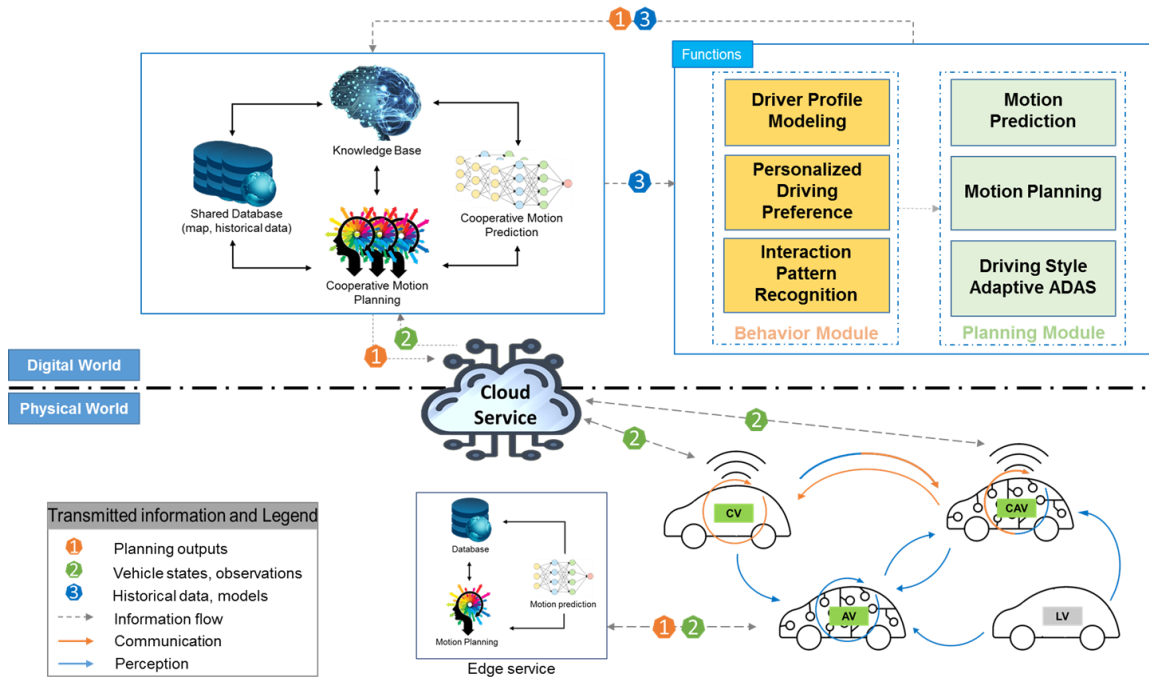 1 3
Functions
Driver Profile
Modeling
Personalized
Driving
Preference
Interaction
Pattern
Recognition
Behavior Module
Motion
Prediction
Motion Planning
Driving Style
Adaptive ADAS
Planning Module
Knowledge Base
Shared Database
(map, historical data)
Cooperative Motion
Prediction
Cooperative Motion
Planning
3
2
1
Digital World
Physical World
Cloud
Service
2
2
CV
CAV
AV
LV
Transmitted information and Legend
1 Planning outputs
2 Vehicle states, observations
3 Historical data, models
Information flow
Communication
Perception
Database
Motion prediction
Motion Planning
Edge service
1 2